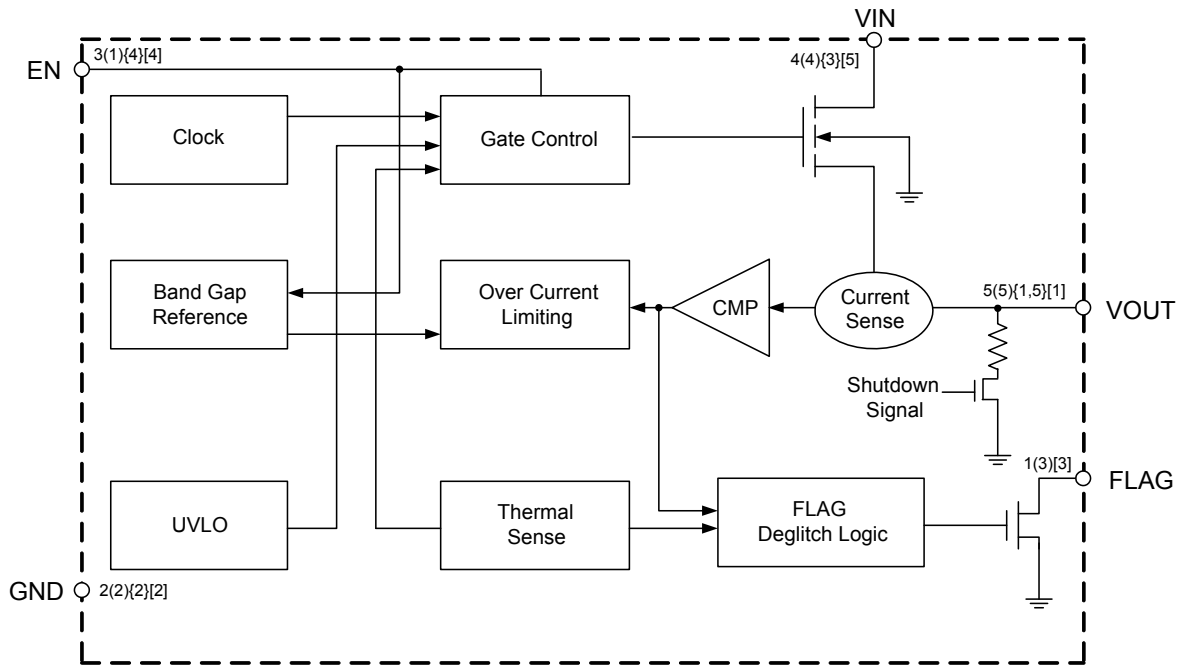 VIN
3(1){4}[4]
4(4){3}[5]
EN
Clock
Gate Control
Band Gap
Reference
Over Current
Limiting
CMP
Current
Sense
5(5){1,5}[1]
VOUT
Shutdown
Signal
1(3)[3]
FLAG
UVLO
Thermal
Sense
FLAG
Deglitch Logic
GND
2(2){2}[2]